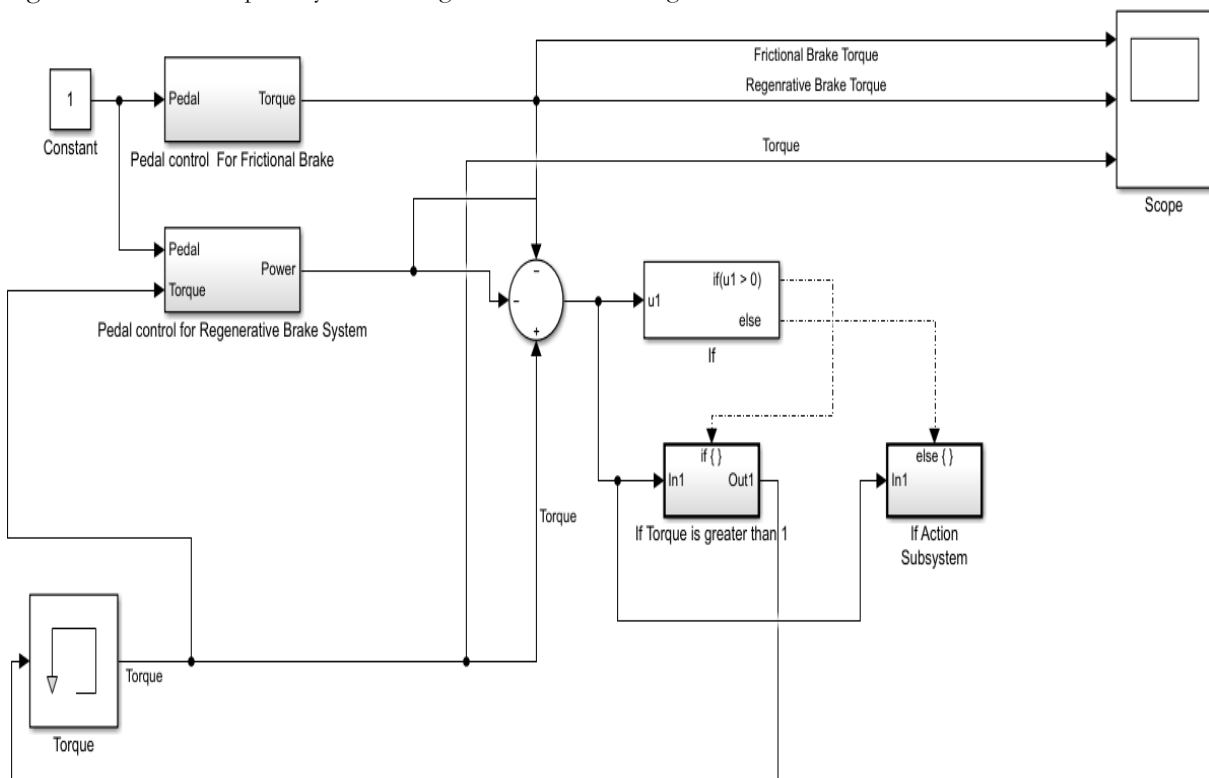 Frictional Brake Torque
Regenrative Brake Torque
Torque
Scope
1
Constant
Pedal
Torque
Pedal control For Frictional Brake
Pedal
Torque
Power
Pedal control for Regenerative Brake System
−
−
+
u1
if(u1 > 0)
else
If
if { }
In1
Out1
If Torque is greater than 1
else { }
In1
If Action
Subsystem
Torque
Torque
Torque